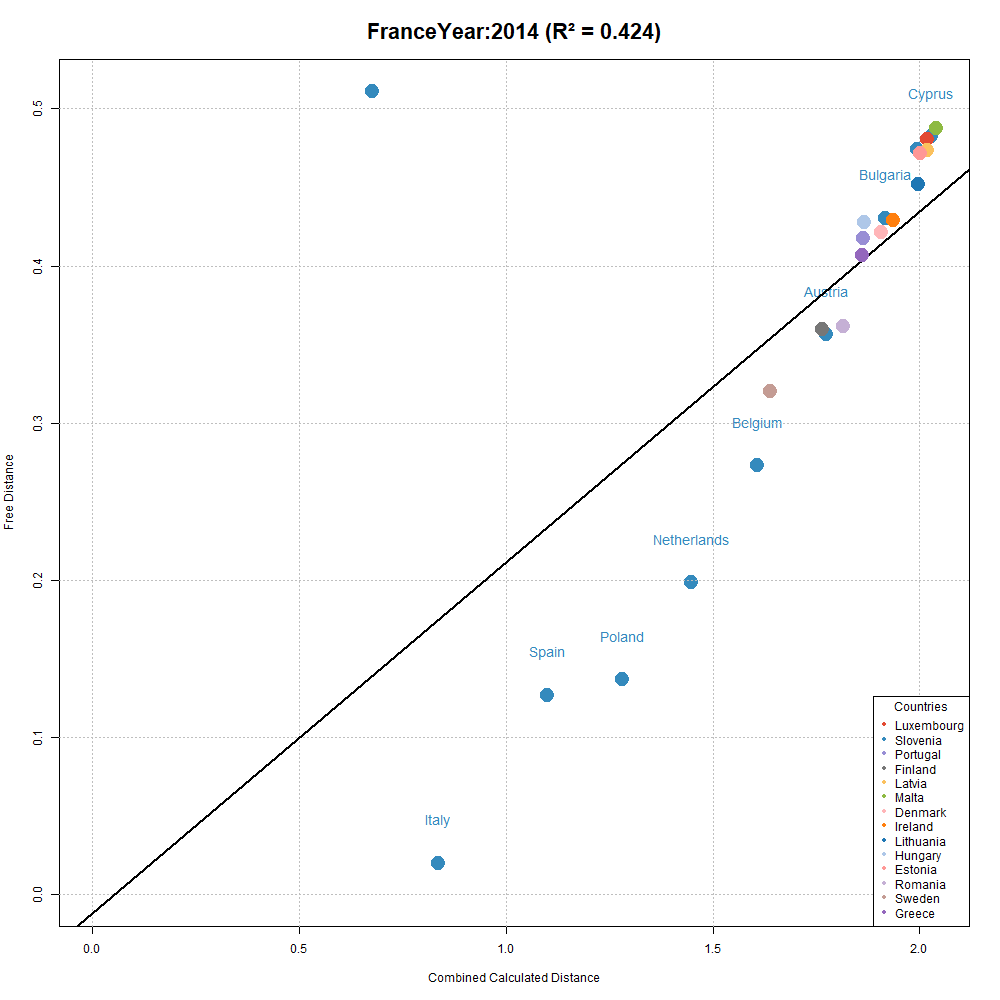 FranceYear:2014 (R² = 0.424)
Cyprus
0.5
Bulgaria
0.4
Austria
0.3
Belgium
Free Distance
Netherlands
0.2
Poland
Spain
Countries
Luxembourg
Slovenia
0.1
Portugal
Finland
Latvia
Malta
Denmark
Italy
Ireland
Lithuania
Hungary
Estonia
Romania
0.0
Sweden
Greece
0.0 0.5 1.0 1.5 2.0
Combined Calculated Distance